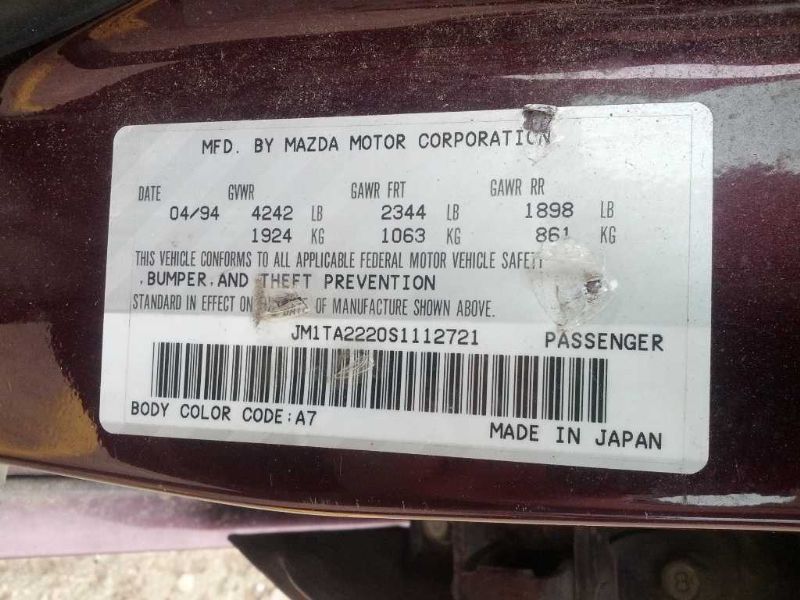 MFD. BY MAZDA MOTOR CORPORATION
DATE GVWR GAWR FRT GAWR RR
04/94 4242 LB 2344 LB 1898 LB
1924 KG 1063 KG 861 KG
THIS VEHICLE CONFORMS TO ALL APPLICABLE FEDERAL MOTOR VEHICLE SAFETY
,BUMPER,AND THEFT PREVENTION
STANDARD IN EFFECT ON OF MANUFACTURE SHOWN ABOVE.
JM1TA2220S1112721 PASSENGER
BODY COLOR CODE:A7
MADE IN JAPAN
8